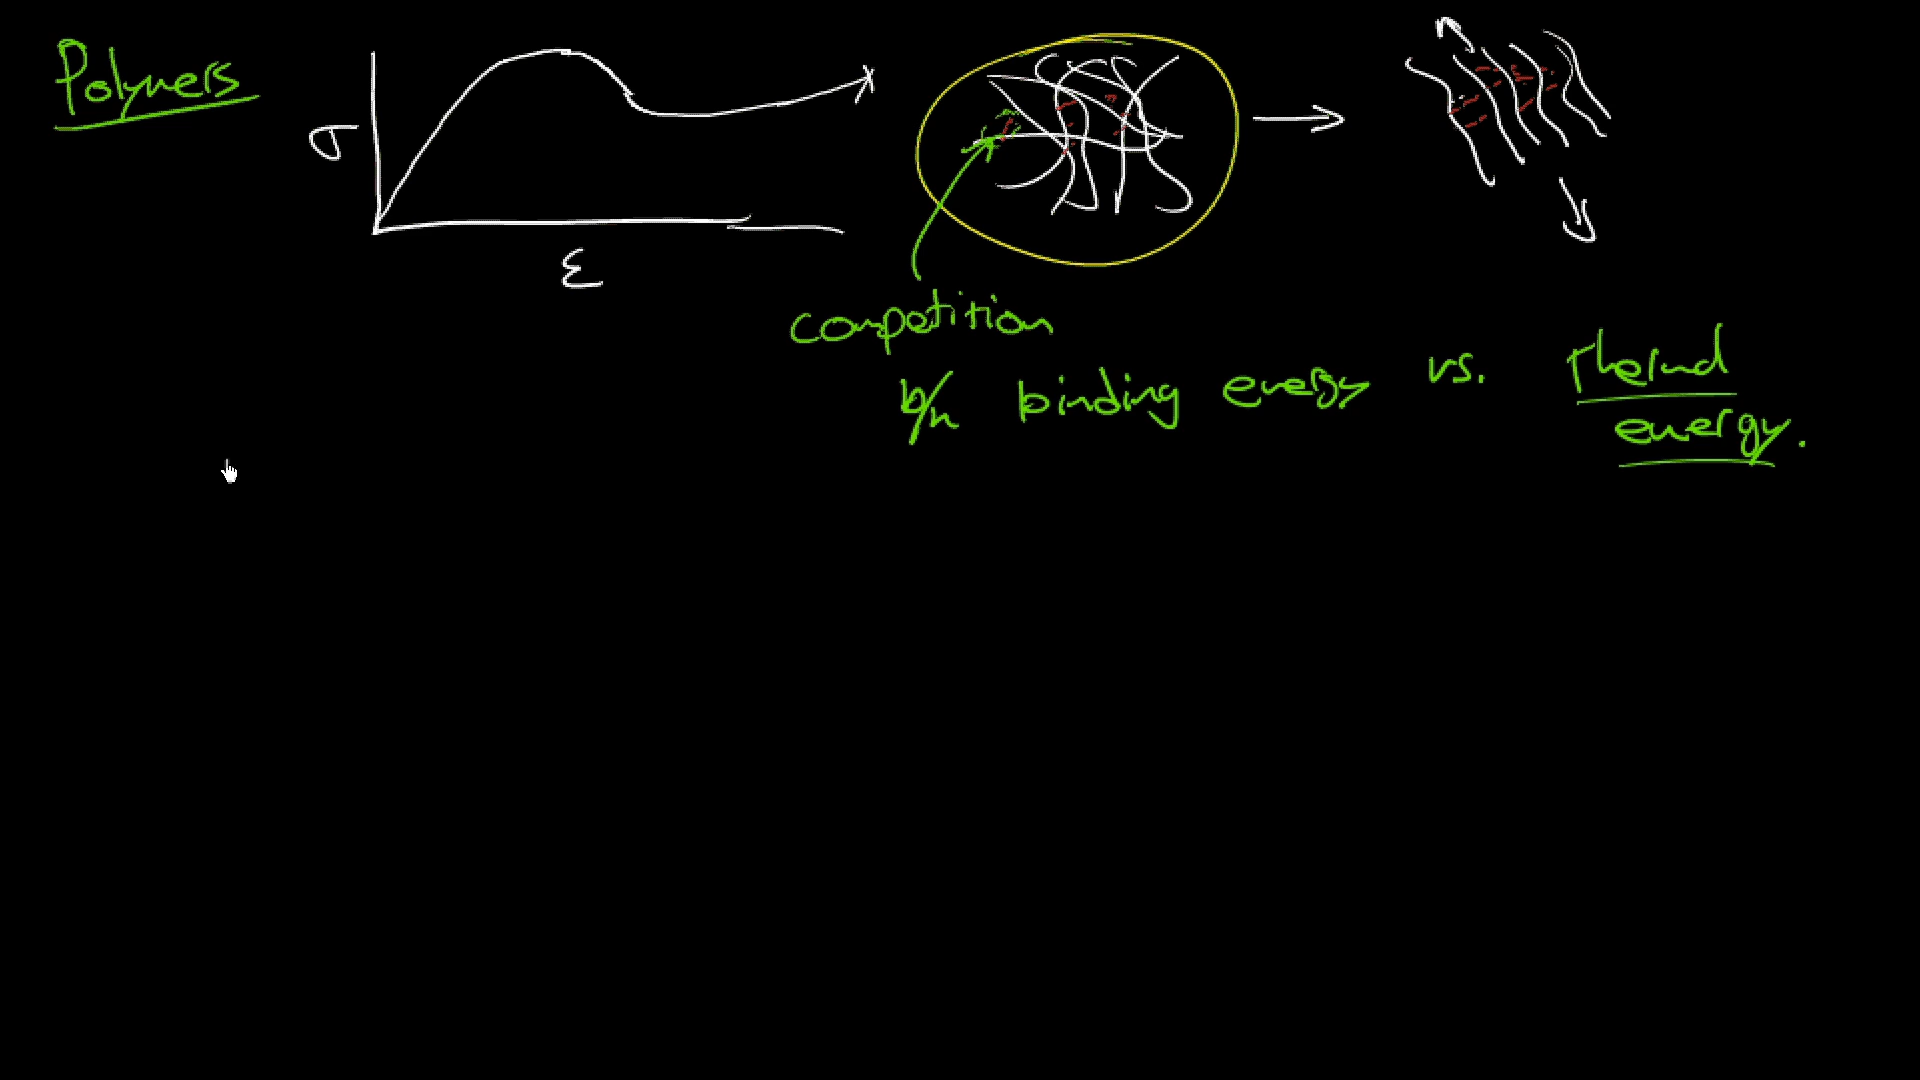 Polymers
σ
ε
competition
b/n binding energy vs. thermal
energy.